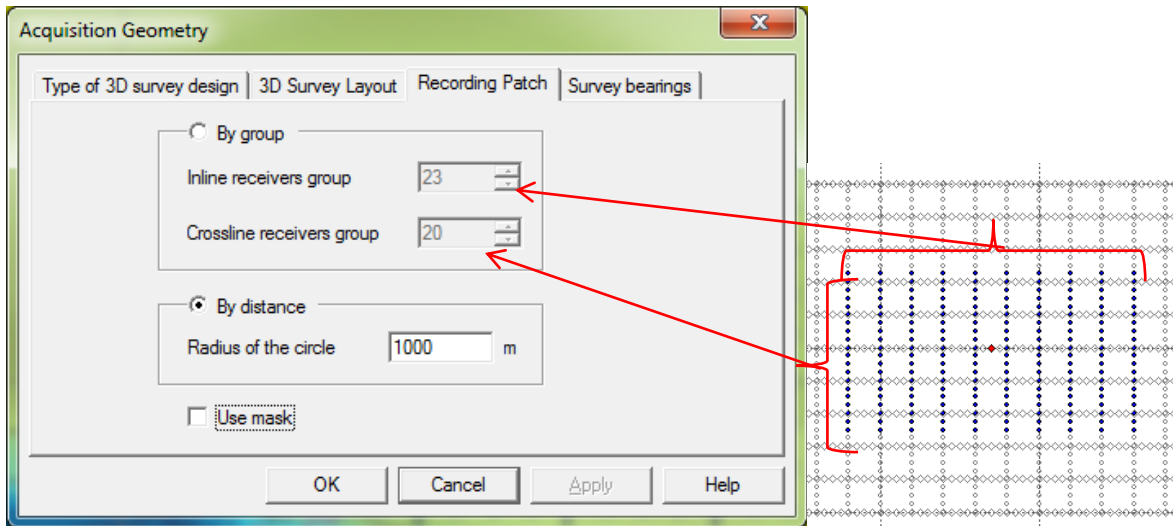 Acquisition Geometry
Type of 3D survey design 3D Survey Layout Recording Patch Survey bearings
By group
Inline receivers group 23
Crossline receivers group 20
By distance
Radius of the circle 1000 m
Use mask
OK Cancel Apply Help